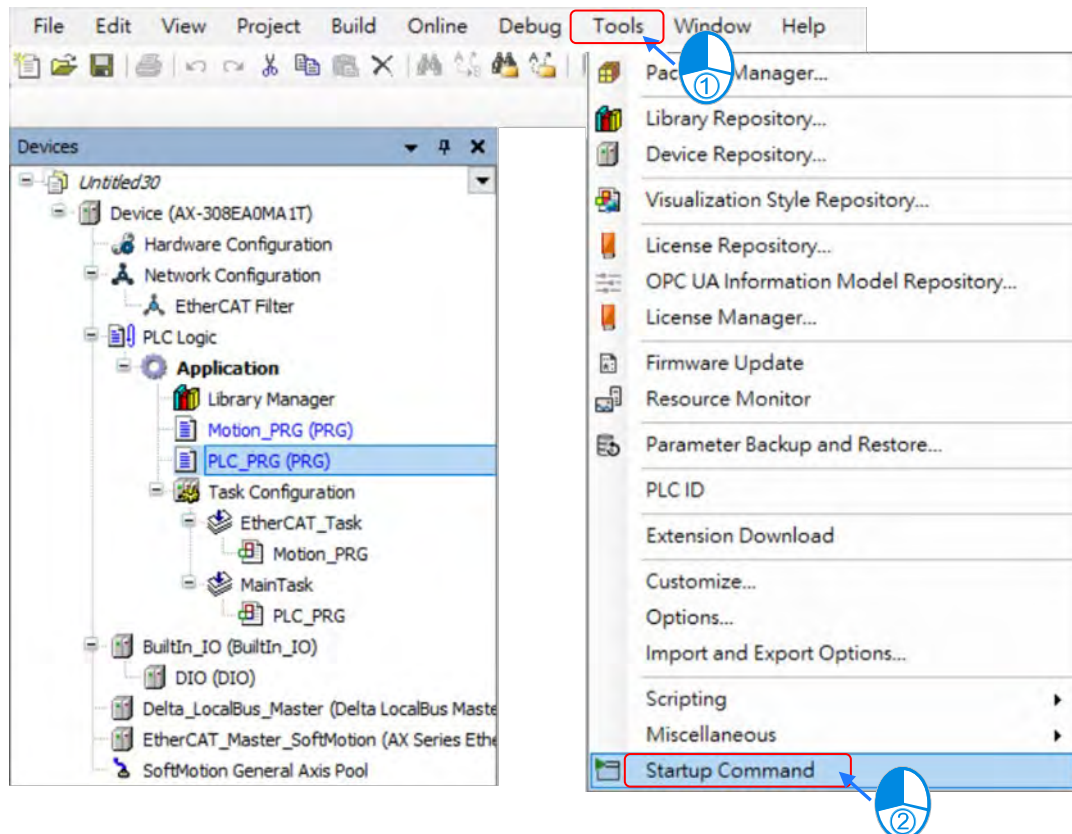 File Edit View Project Build Online Debug Tools Window Help
①
Manager...
Library Repository...
Device Repository...
Visualization Style Repository...
License Repository...
OPC UA Information Model Repository...
License Manager...
Firmware Update
Resource Monitor
Parameter Backup and Restore...
PLC ID
Extension Download
Customize...
Options...
Import and Export Options...
Scripting
Miscellaneous
Startup Command
②
Devices
Untitled30
Device (AX-308EA0MA1T)
Hardware Configuration
Network Configuration
EtherCAT Filter
PLC Logic
Application
Library Manager
Motion_PRG (PRG)
PLC_PRG (PRG)
Task Configuration
EtherCAT_Task
Motion_PRG
MainTask
PLC_PRG
BuiltIn_IO (BuiltIn_IO)
DIO (DIO)
Delta_LocalBus_Master (Delta LocalBus Maste
EtherCAT_Master_SoftMotion (AX Series Ethe
SoftMotion General Axis Pool